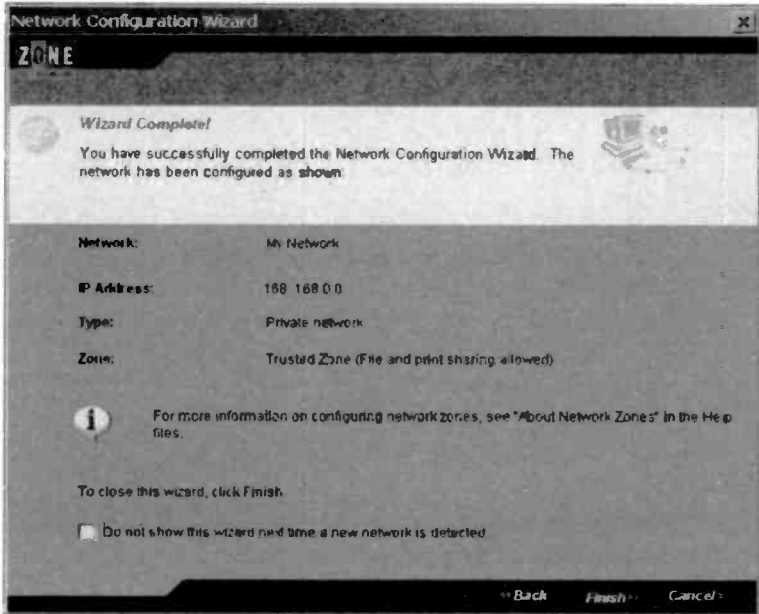 Network Configuration Wizard
ZONE
Wizard Complete!
You have successfully completed the Network Configuration Wizard. The
network has been configured as shown:
Network: My Network
IP Address: 168.168.0.0
Type: Private network
Zone: Trusted Zone (File and print sharing allowed)
For more information on configuring network zones, see "About Network Zones" in the Help
files.
To close this wizard, click Finish
Do not show this wizard next time a new network is detected
Back Finish Cancel